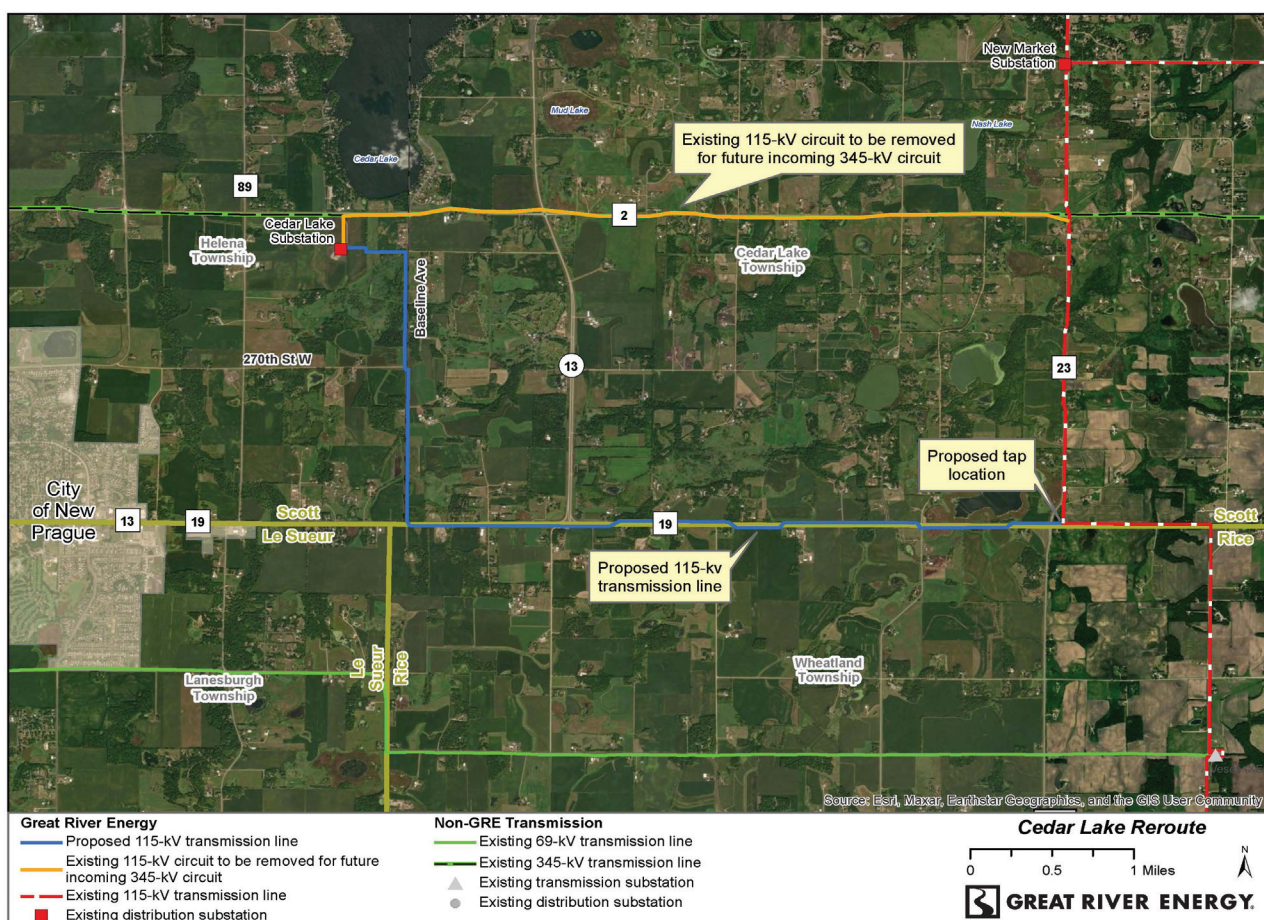 New Market
Substation
Mud Lake
Nash Lake
Existing 115-kV circuit to be removed
for future incoming 345-kV circuit
Cedar Lake
89
2
Cedar Lake
Substation
Helena
Township
Cedar Lake
Township
Baseline Ave
270th St W
13
23
Proposed tap
location
City
of New
Prague
13
19
Scott
Le Sueur
19
Scott
Rice
Proposed 115-kv
transmission line
Le
Sueur
Rice
Lanesburgh
Township
Wheatland
Township
Source: Esri, Maxar, Earthstar Geographics, and the GIS User Community
Great River Energy
Proposed 115-kV transmission line
Existing 115-kV circuit to be removed for future
incoming 345-kV circuit
Existing 115-kV transmission line
Existing distribution substation
Non-GRE Transmission
Existing 69-kV transmission line
Existing 345-kV transmission line
Existing transmission substation
Existing distribution substation
Cedar Lake Reroute
0 0.5 1 Miles
N
GREAT RIVER ENERGY®